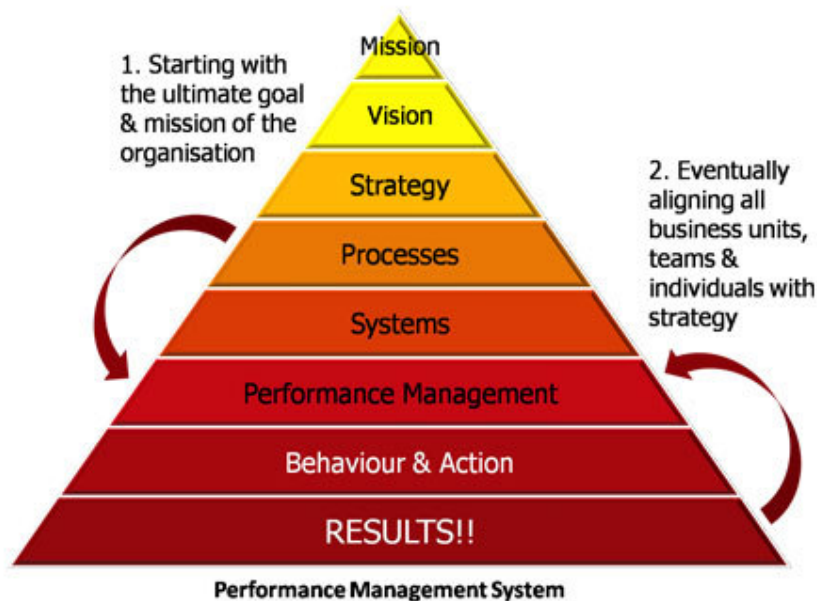 Mission
1. Starting with
the ultimate goal
& mission of the
organisation
Vision
Strategy
2. Eventually
aligning all
business units,
teams &
individuals with
strategy
Processes
Systems
Performance Management
Behaviour & Action
RESULTS!!
Performance Management System